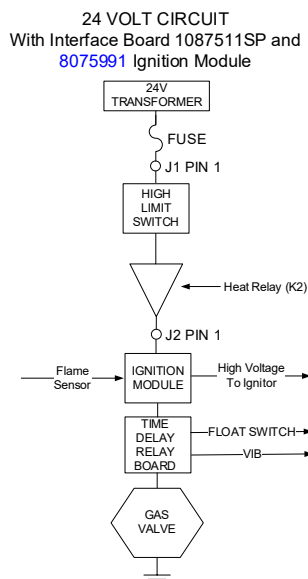 24 VOLT CIRCUIT
With Interface Board 1087511SP and
8075991 Ignition Module
24V
TRANSFORMER
FUSE
J1 PIN 1
HIGH
LIMIT
SWITCH
Heat Relay (K2)
J2 PIN 1
Flame
Sensor
IGNITION
MODULE
High Voltage
To Ignitor
TIME
DELAY
RELAY
BOARD
FLOAT SWITCH
VIB
GAS
VALVE